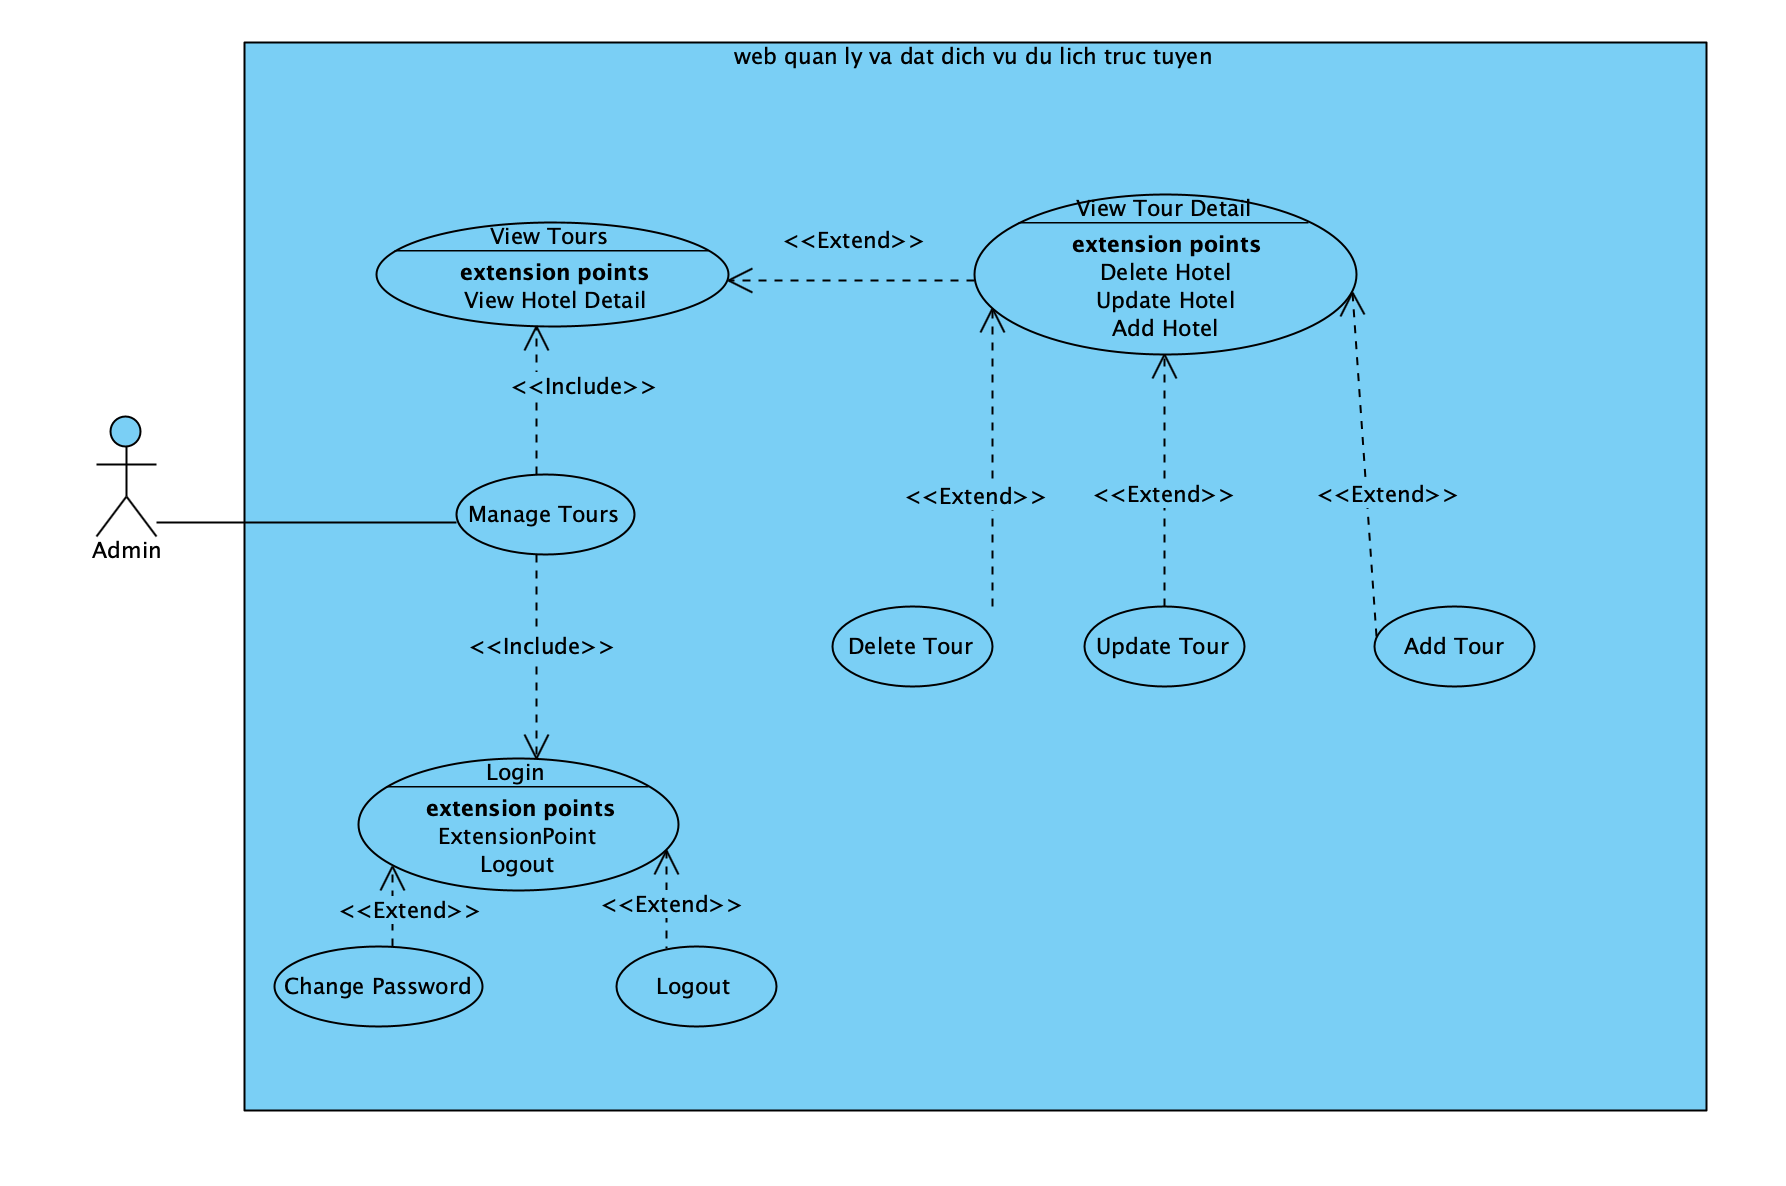 web quan ly va dat dich vu du lich truc tuyen
View Tours
extension points
View Hotel Detail
<<Extend>>
View Tour Detail
extension points
Delete Hotel
Update Hotel
Add Hotel
<<Include>>
Admin
Manage Tours
<<Extend>>
<<Extend>>
<<Extend>>
<<Include>>
Delete Tour
Update Tour
Add Tour
Login
extension points
ExtensionPoint
Logout
<<Extend>>
<<Extend>>
Change Password
Logout